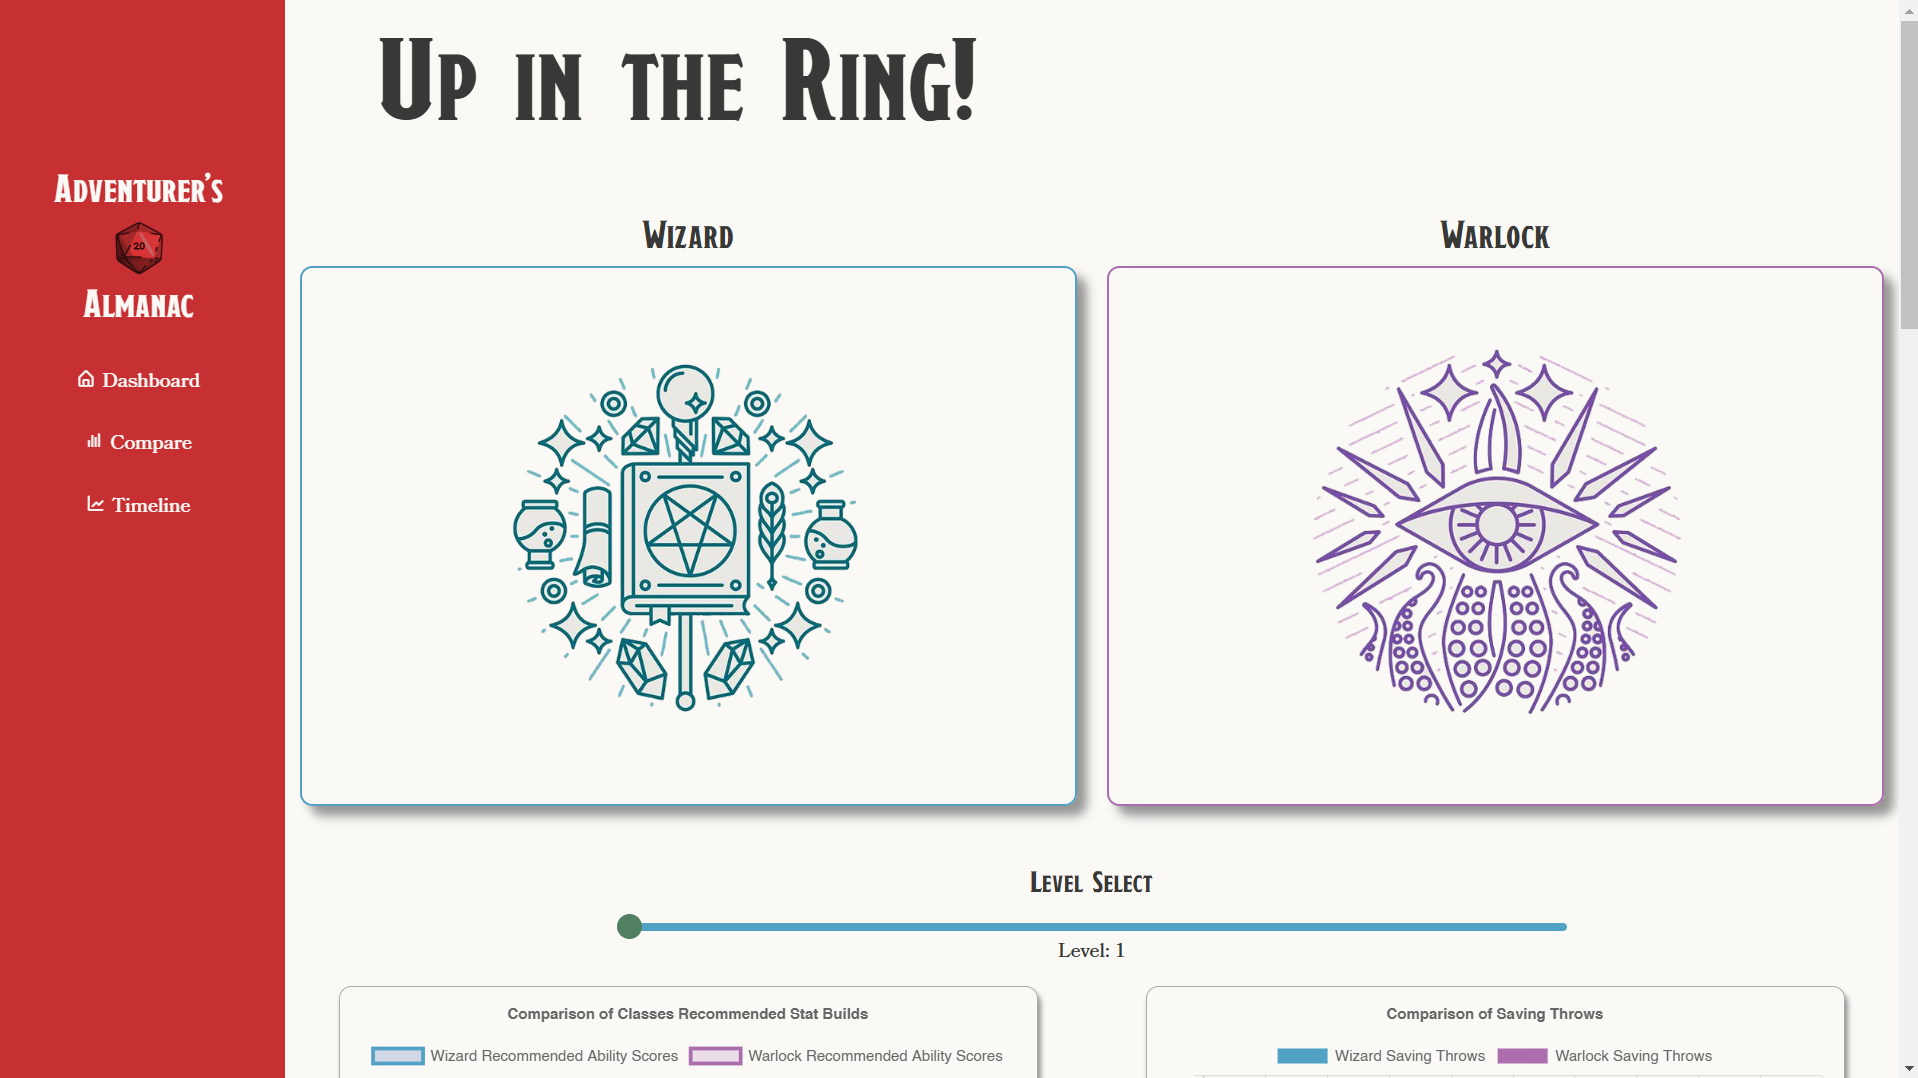 Up in the Ring!
Adventurer's
20
Almanac
Dashboard
Compare
Timeline
Wizard
Warlock
Level Select
Level: 1
Comparison of Classes Recommended Stat Builds
Wizard Recommended Ability Scores
Warlock Recommended Ability Scores
Comparison of Saving Throws
Wizard Saving Throws
Warlock Saving Throws